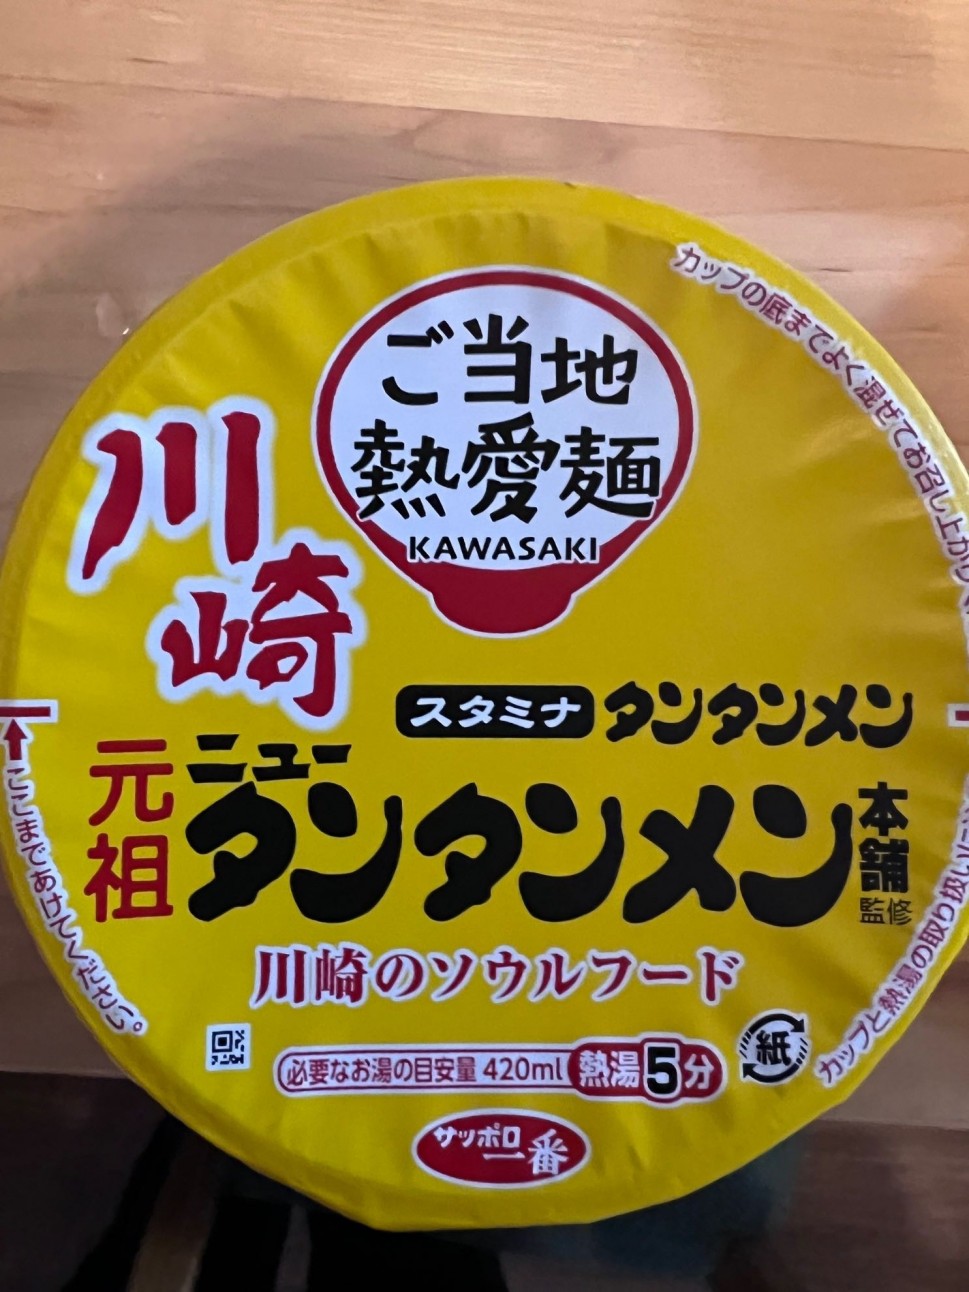 ご当地
熱愛麺
KAWASAKI
川崎
スタミナ タンタンメン
元祖
ニュー
タンタンメン
本舗
監修
川崎のソウルフード
必要なお湯の目安量 420ml 熱湯5分
紙
サッポロ
一番
ここまであけてください。
カップの底までよく混ぜてお召し上がり
カップと熱湯の取り扱いに